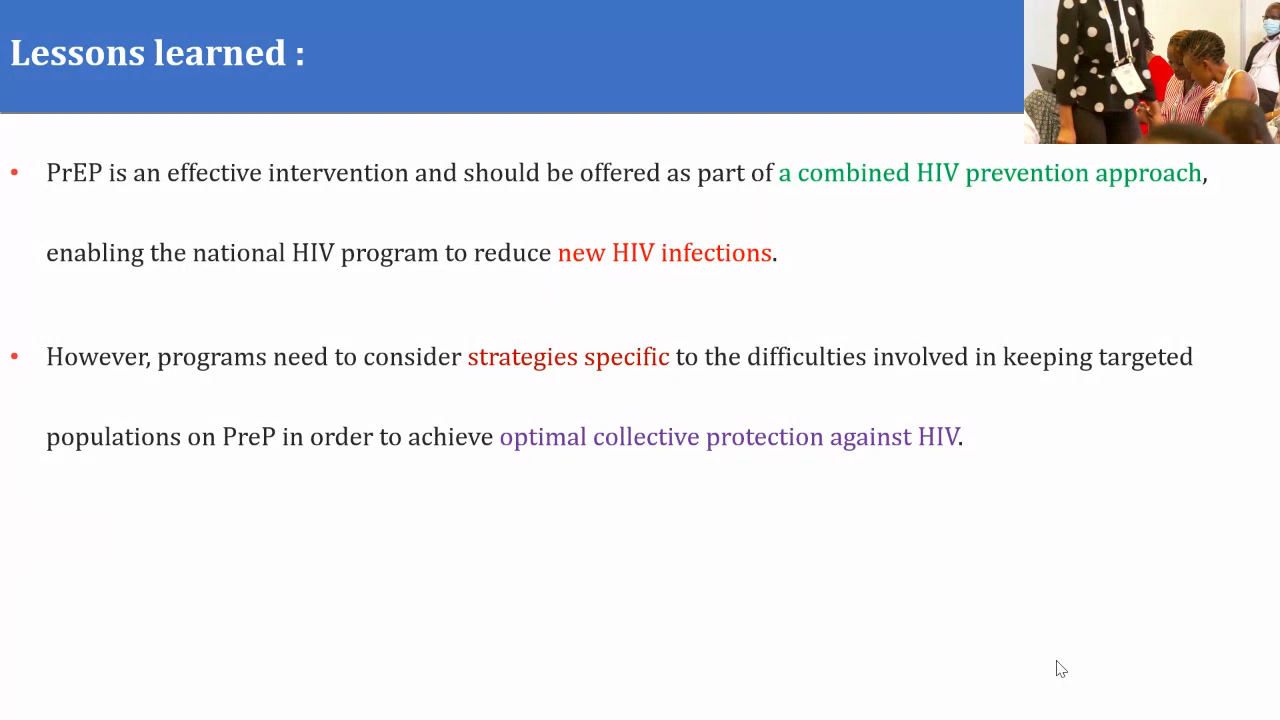 Lessons learned :
• PrEP is an effective intervention and should be offered as part of a combined HIV prevention approach,
enabling the national HIV program to reduce new HIV infections.
• However, programs need to consider strategies specific to the difficulties involved in keeping targeted
populations on PreP in order to achieve optimal collective protection against HIV.